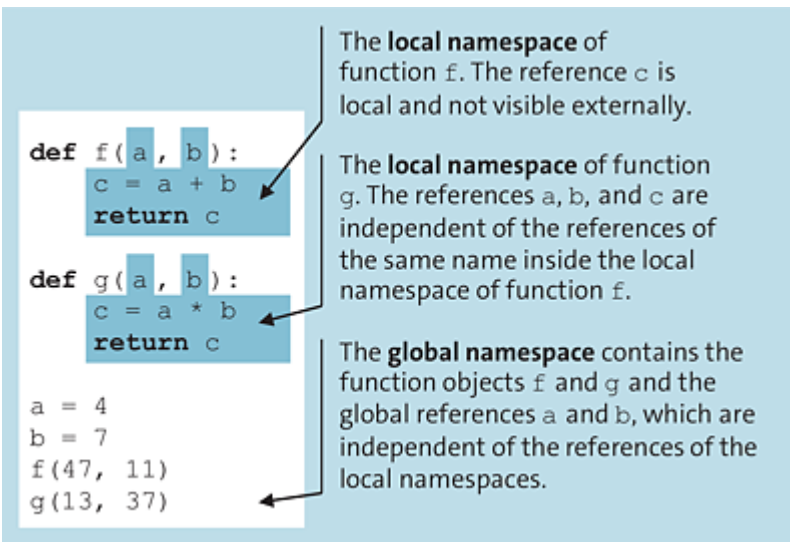 The local namespace of
function f. The reference c is
local and not visible externally.
def f(a, b):
    c = a + b
    return c
The local namespace of function
g. The references a, b, and c are
independent of the references of
the same name inside the local
namespace of function f.
def g(a, b):
    c = a * b
    return c
The global namespace contains the
function objects f and g and the
global references a and b, which are
independent of the references of the
local namespaces.
a = 4
b = 7
f(47, 11)
g(13, 37)